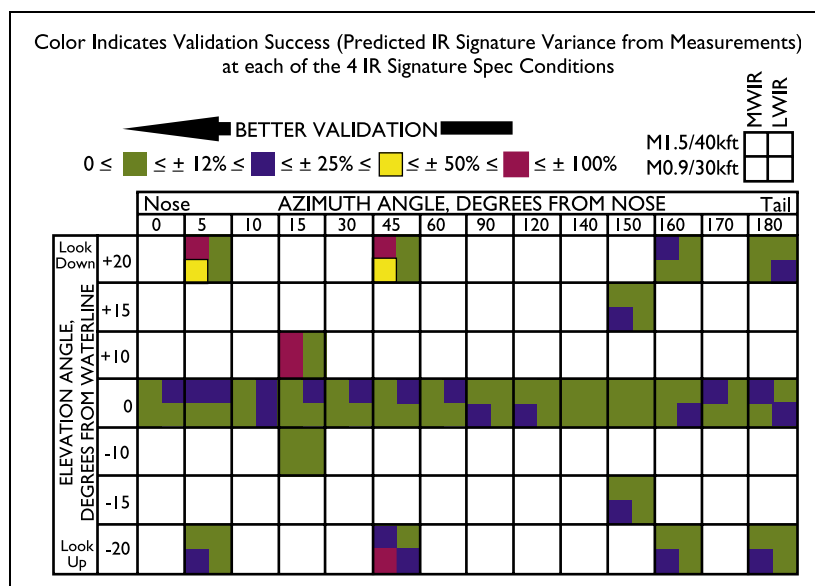 Color Indicates Validation Success (Predicted IR Signature Variance from Measurements)
at each of the 4 IR Signature Spec Conditions
MWIR
LWIR
BETTER VALIDATION
M1.5/40kft
M0.9/30kft
0 ≤ ≤ ± 12% ≤ ≤ ± 25% ≤ ≤ ± 50% ≤ ≤ ± 100%
Nose AZIMUTH ANGLE, DEGREES FROM NOSE Tail
0 5 10 15 30 45 60 90 120 140 150 160 170 180
Look
Down
+20
+15
+10
0
-10
-15
-20
Look
Up
ELEVATION ANGLE,
DEGREES FROM WATERLINE